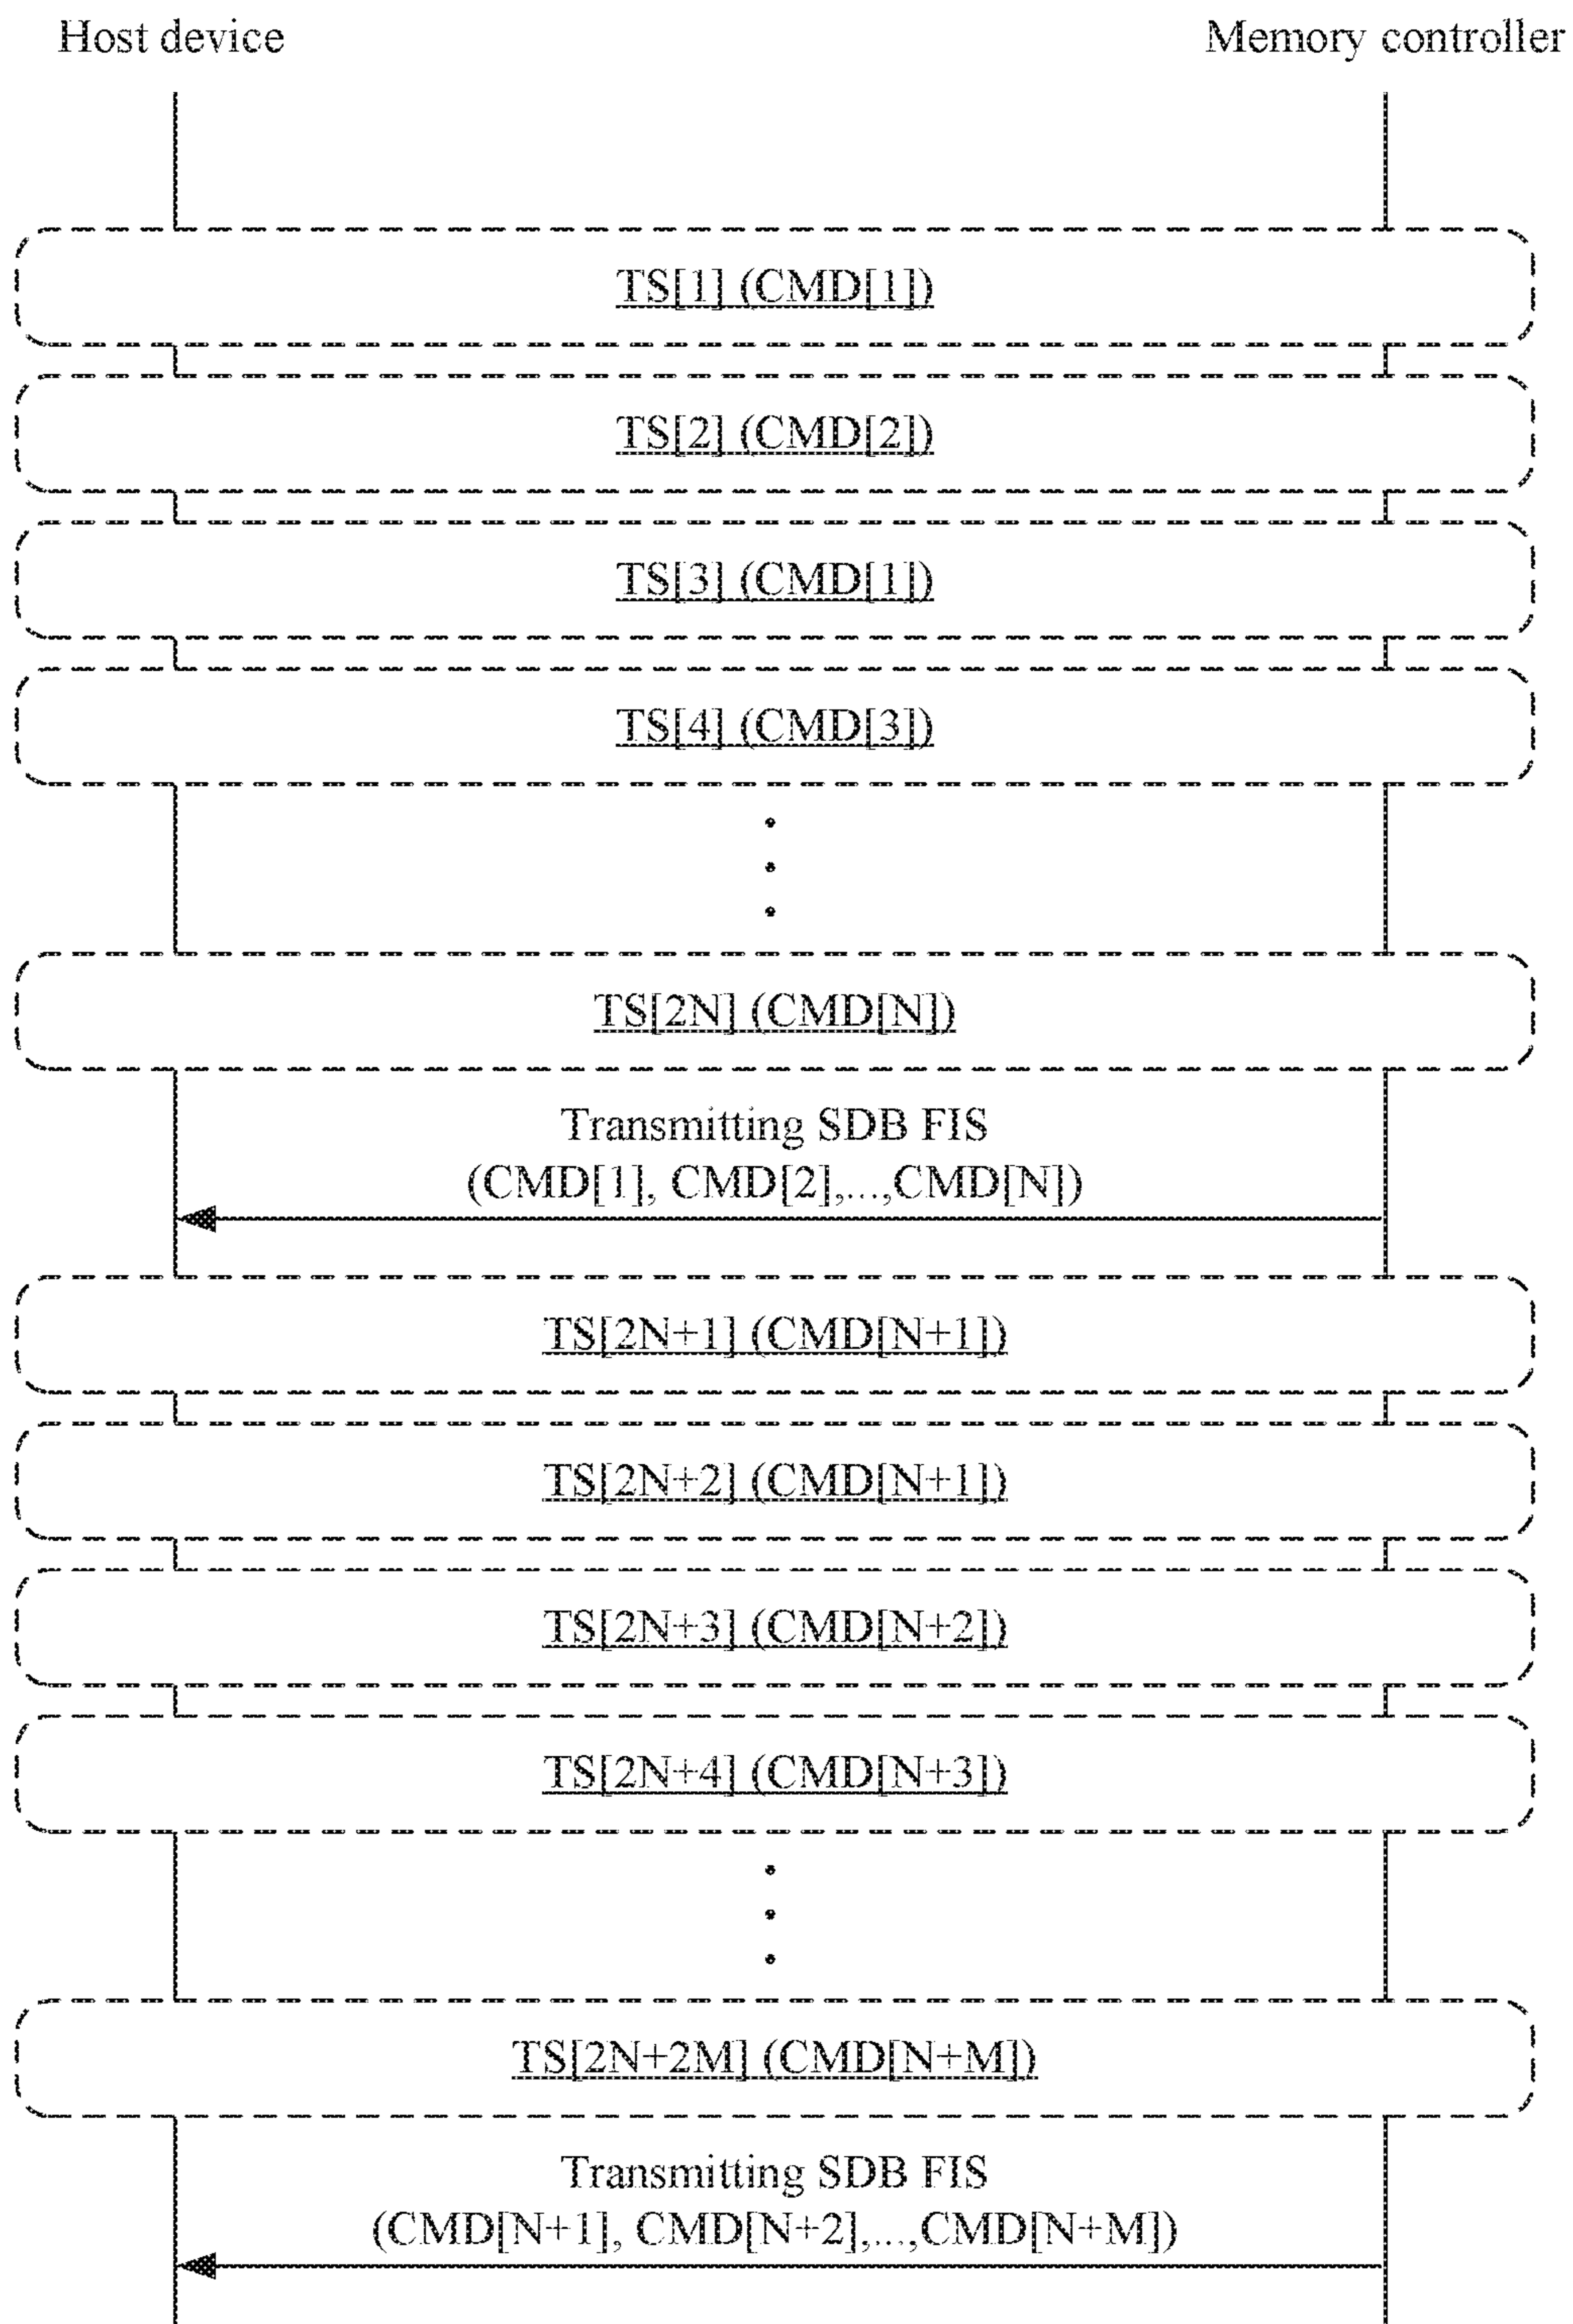 Host device
Memory controller
TS[1] (CMD[1])
TS[2] (CMD[2])
TS[3] (CMD[1])
TS[4] (CMD[3])
TS[2N] (CMD[N])
Transmitting SDB FIS
(CMD[1], CMD[2],...,CMD[N])
TS[2N+1] (CMD[N+1])
TS[2N+2] (CMD[N+1])
TS[2N+3] (CMD[N+2])
TS[2N+4] (CMD[N+3])
TS[2N+2M] (CMD[N+M])
Transmitting SDB FIS
(CMD[N+1], CMD[N+2],...,CMD[N+M])